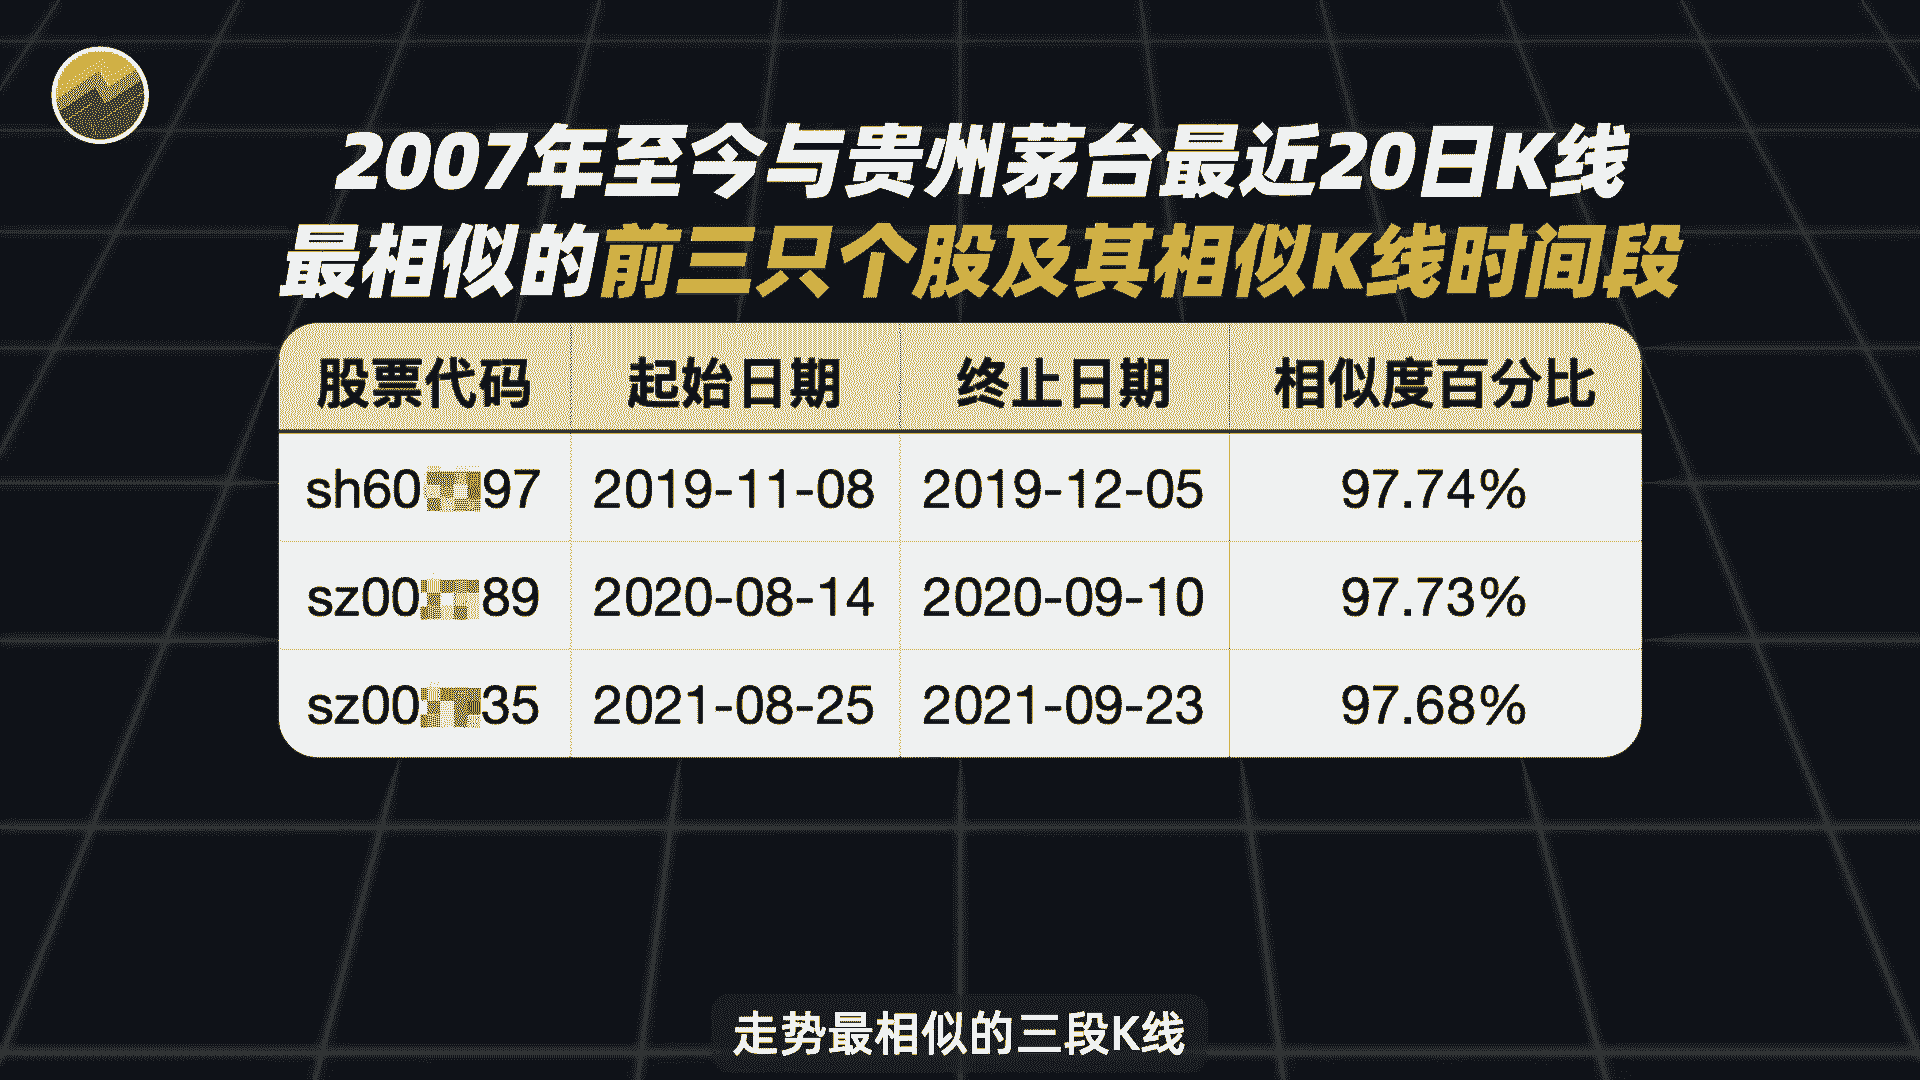 2007年至今与贵州茅台最近20日K线
最相似的前三只个股及其相似K线时间段
股票代码 起始日期 终止日期 相似度百分比
sh60 97 2019-11-08 2019-12-05 97.74%
sz00 89 2020-08-14 2020-09-10 97.73%
sz00 35 2021-08-25 2021-09-23 97.68%
走势最相似的三段K线